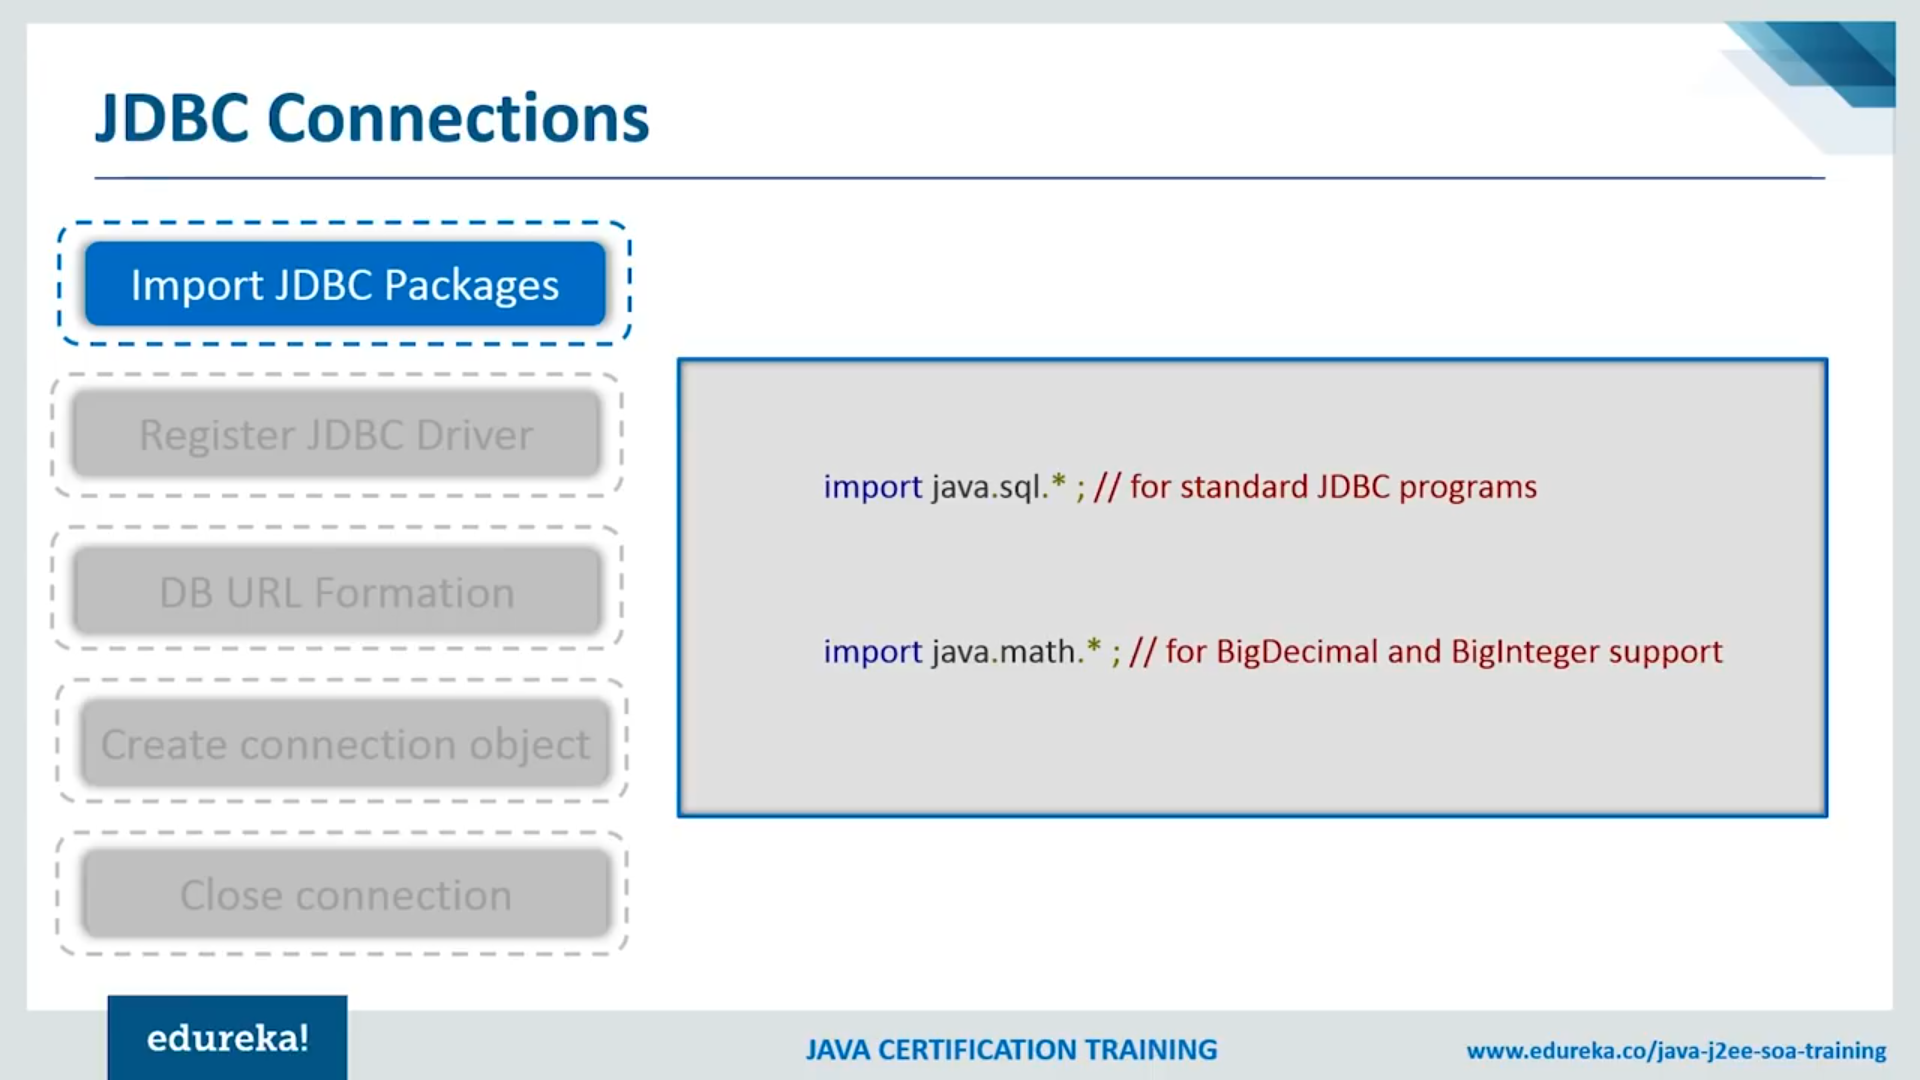 JDBC Connections
Import JDBC Packages
Register JDBC Driver
DB URL Formation
Create connection object
Close connection
import java.sql.* ; // for standard JDBC programs
import java.math.* ; // for BigDecimal and BigInteger support
edureka!
JAVA CERTIFICATION TRAINING
www.edureka.co/java-j2ee-soa-training